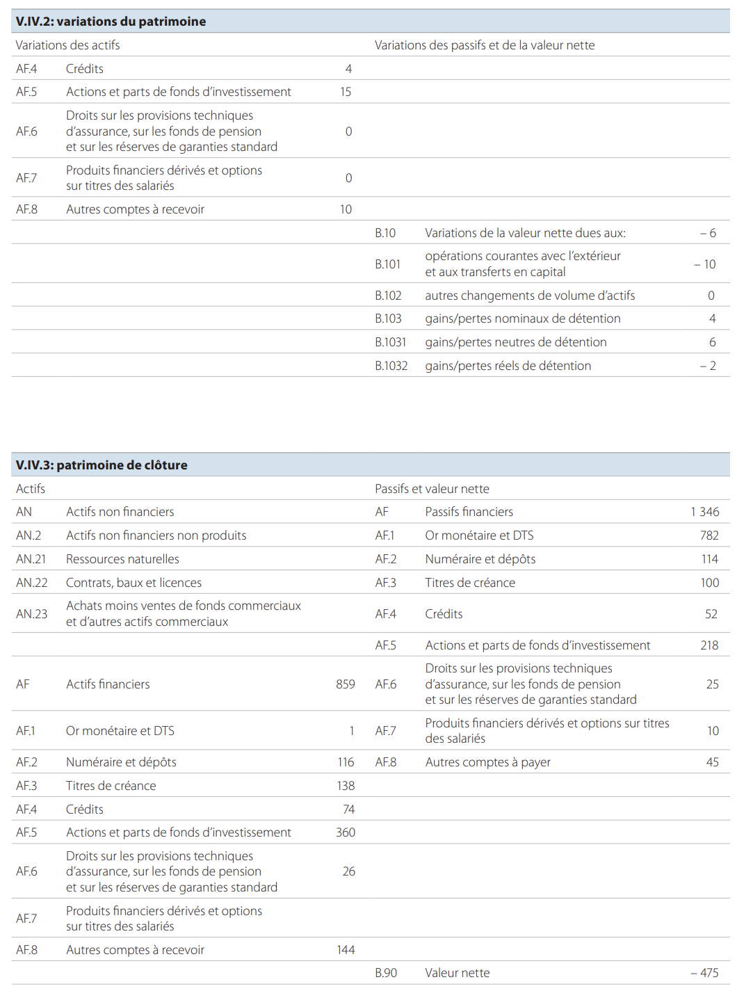 V.IV.2: variations du patrimoine
Variations des actifs Variations des passifs et de la valeur nette
AF.4 Crédits 4
AF.5 Actions et parts de fonds d’investissement 15
Droits sur les provisions techniques
AF.6 d’assurance, sur les fonds de pension 0
et sur les réserves de garanties standard
AF.7 Produits financiers dérivés et options 0
sur titres des salariés
AF.8 Autres comptes à recevoir 10
B.10 Variations de la valeur nette dues aux: – 6
B.101 opérations courantes avec l’extérieur – 10
et aux transferts en capital
B.102 autres changements de volume d’actifs 0
B.103 gains/pertes nominaux de détention 4
B.1031 gains/pertes neutres de détention 6
B.1032 gains/pertes réels de détention – 2
V.IV.3: patrimoine de clôture
Actifs Passifs et valeur nette
AN Actifs non financiers AF Passifs financiers 1 346
AN.2 Actifs non financiers non produits AF.1 Or monétaire et DTS 782
AN.21 Ressources naturelles AF.2 Numéraire et dépôts 114
AN.22 Contrats, baux et licences AF.3 Titres de créance 100
AN.23 Achats moins ventes de fonds commerciaux AF.4 Crédits 52
et d’autres actifs commerciaux
AF.5 Actions et parts de fonds d’investissement 218
Droits sur les provisions techniques
AF Actifs financiers 859 AF.6 d’assurance, sur les fonds de pension 25
et sur les réserves de garanties standard
AF.1 Or monétaire et DTS 1 AF.7 Produits financiers dérivés et options sur titres 10
des salariés
AF.2 Numéraire et dépôts 116 AF.8 Autres comptes à payer 45
AF.3 Titres de créance 138
AF.4 Crédits 74
AF.5 Actions et parts de fonds d’investissement 360
Droits sur les provisions techniques
AF.6 d’assurance, sur les fonds de pension 26
et sur les réserves de garanties standard
AF.7 Produits financiers dérivés et options
sur titres des salariés
AF.8 Autres comptes à recevoir 144
B.90 Valeur nette – 475